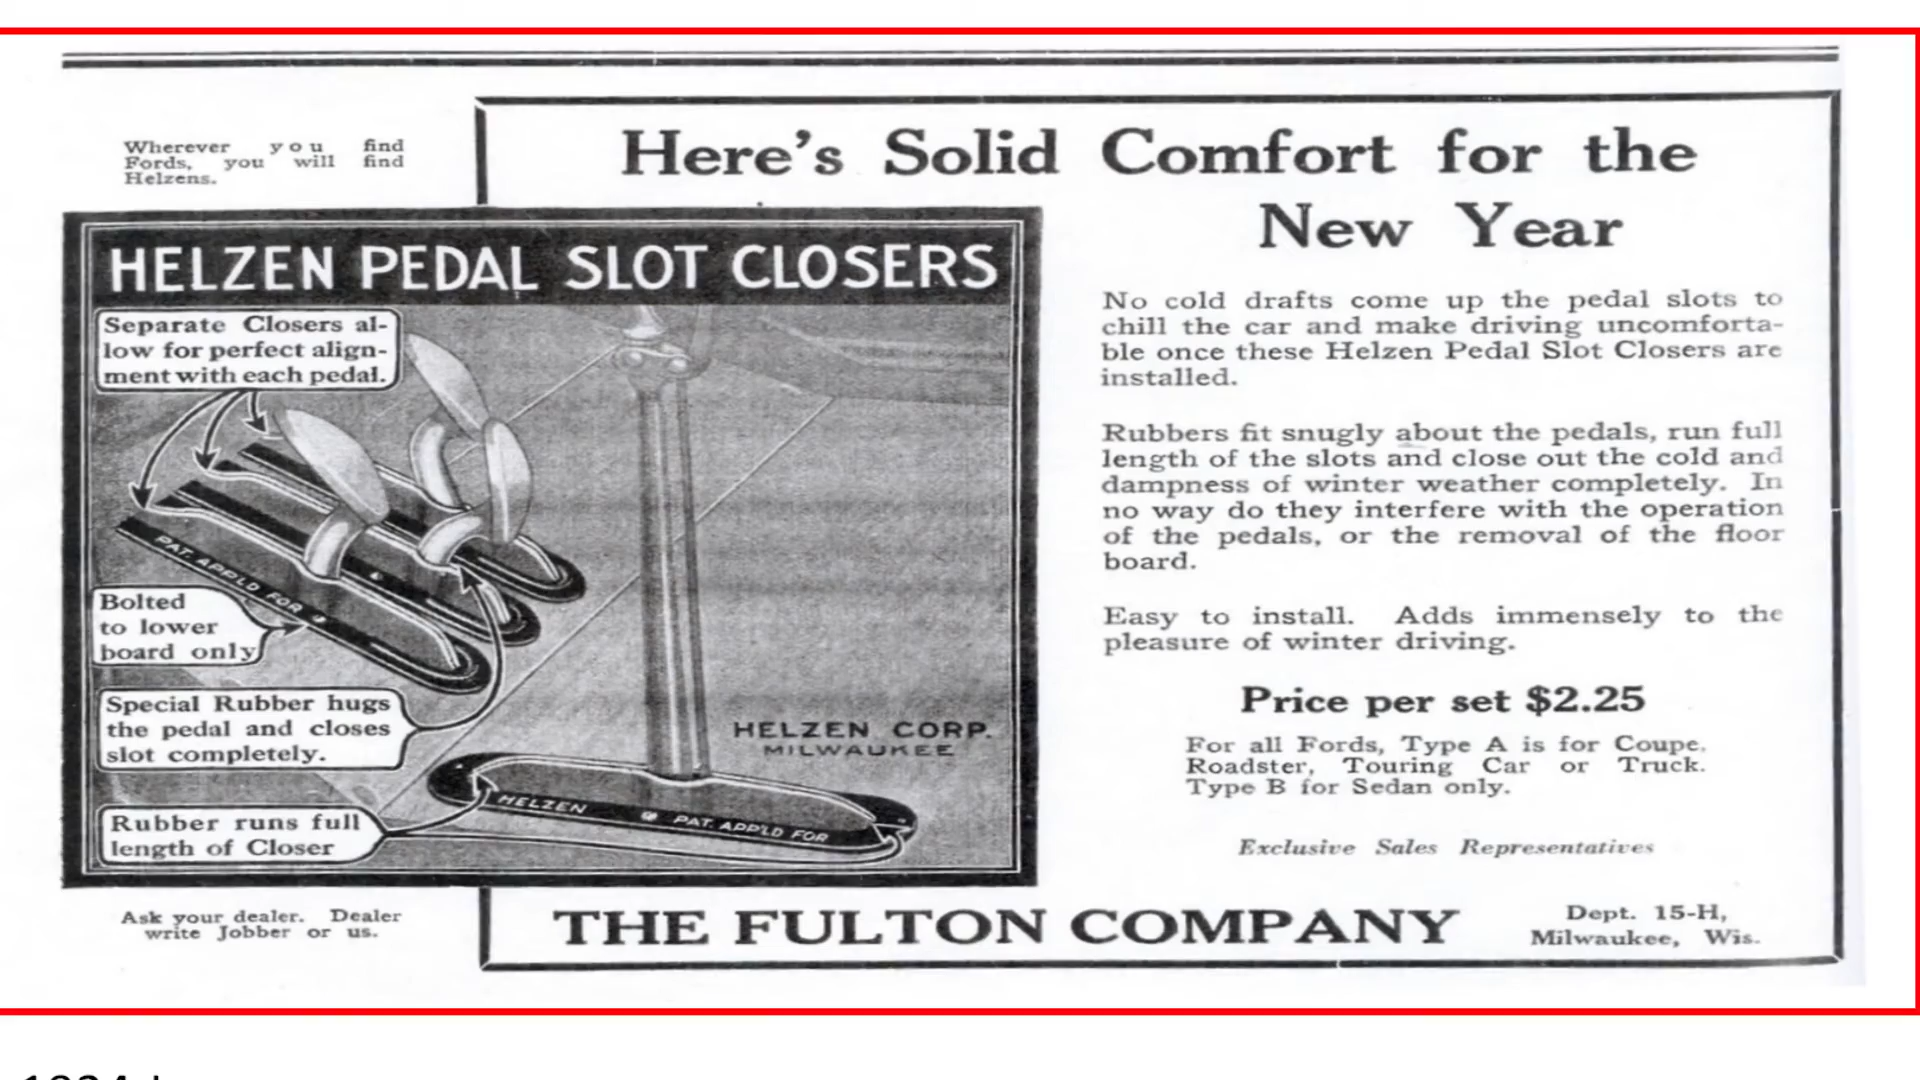 Wherever you find
Fords, you will find
Helzens.
Here's Solid Comfort for the
New Year
HELZEN PEDAL SLOT CLOSERS
Separate Closers al-
low for perfect align-
ment with each pedal.
PAT. APP'LD FOR
Bolted
to lower
board only
Special Rubber hugs
the pedal and closes
slot completely.
HELZEN CORP.
MILWAUKEE
HELZEN PAT. APP'LD FOR
Rubber runs full
length of Closer
No cold drafts come up the pedal slots to
chill the car and make driving uncomforta-
ble once these Helzen Pedal Slot Closers are
installed.
Rubbers fit snugly about the pedals, run full
length of the slots and close out the cold and
dampness of winter weather completely. In
no way do they interfere with the operation
of the pedals, or the removal of the floor
board.
Easy to install. Adds immensely to the
pleasure of winter driving.
Price per set $2.25
For all Fords, Type A is for Coupe,
Roadster, Touring Car or Truck.
Type B for Sedan only.
Exclusive Sales Representatives
Ask your dealer. Dealer
write Jobber or us.
THE FULTON COMPANY
Dept. 15-H,
Milwaukee, Wis.